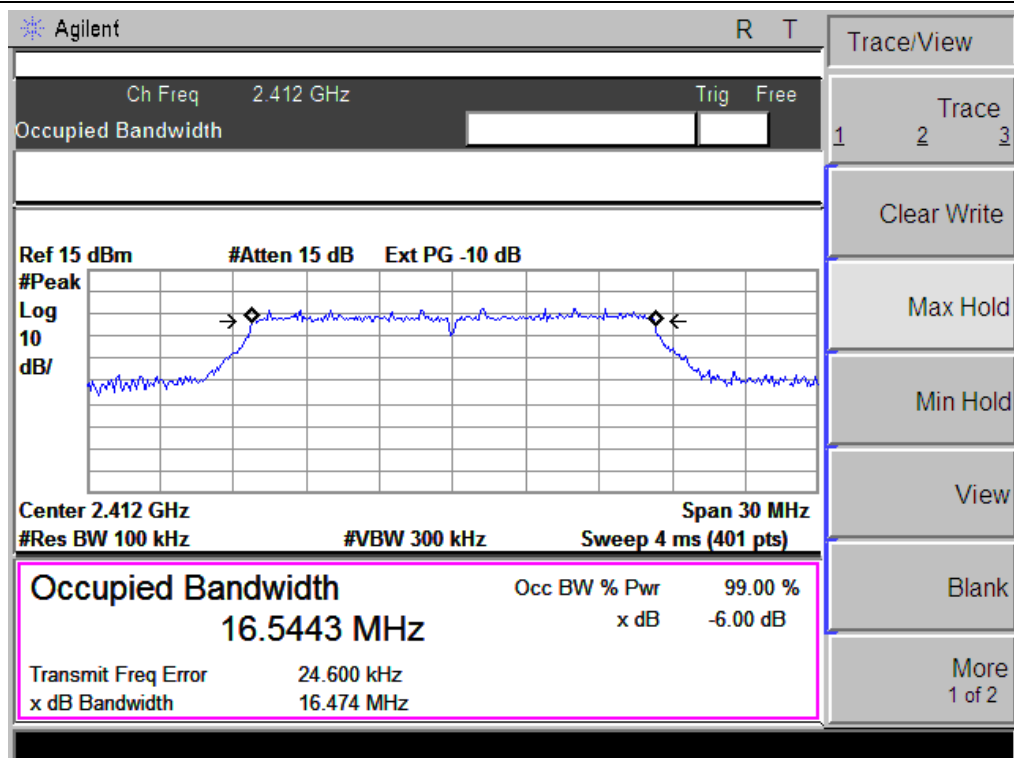 Agilent R T
Trace/View
Ch Freq 2.412 GHz Trig Free
Occupied Bandwidth
Trace
1 2 3
Clear Write
Ref 15 dBm #Atten 15 dB Ext PG -10 dB
#Peak
Log
10
dB/
Max Hold
Min Hold
Center 2.412 GHz Span 30 MHz
#Res BW 100 kHz #VBW 300 kHz Sweep 4 ms (401 pts)
View
Occupied Bandwidth Occ BW % Pwr 99.00 %
16.5443 MHz x dB -6.00 dB
Blank
Transmit Freq Error 24.600 kHz
x dB Bandwidth 16.474 MHz
More
1 of 2